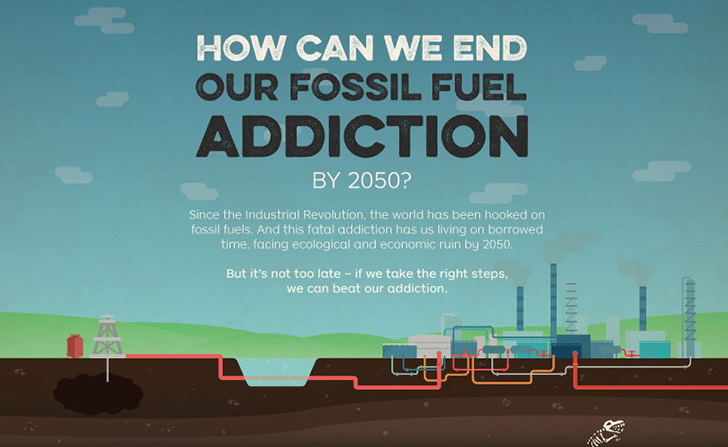 HOW CAN WE END
OUR FOSSIL FUEL
ADDICTION
BY 2050?
Since the Industrial Revolution, the world has been hooked on
fossil fuels. And this fatal addiction has us living on borrowed
time, facing ecological and economic ruin by 2050.
But it's not too late – if we take the right steps,
we can beat our addiction.